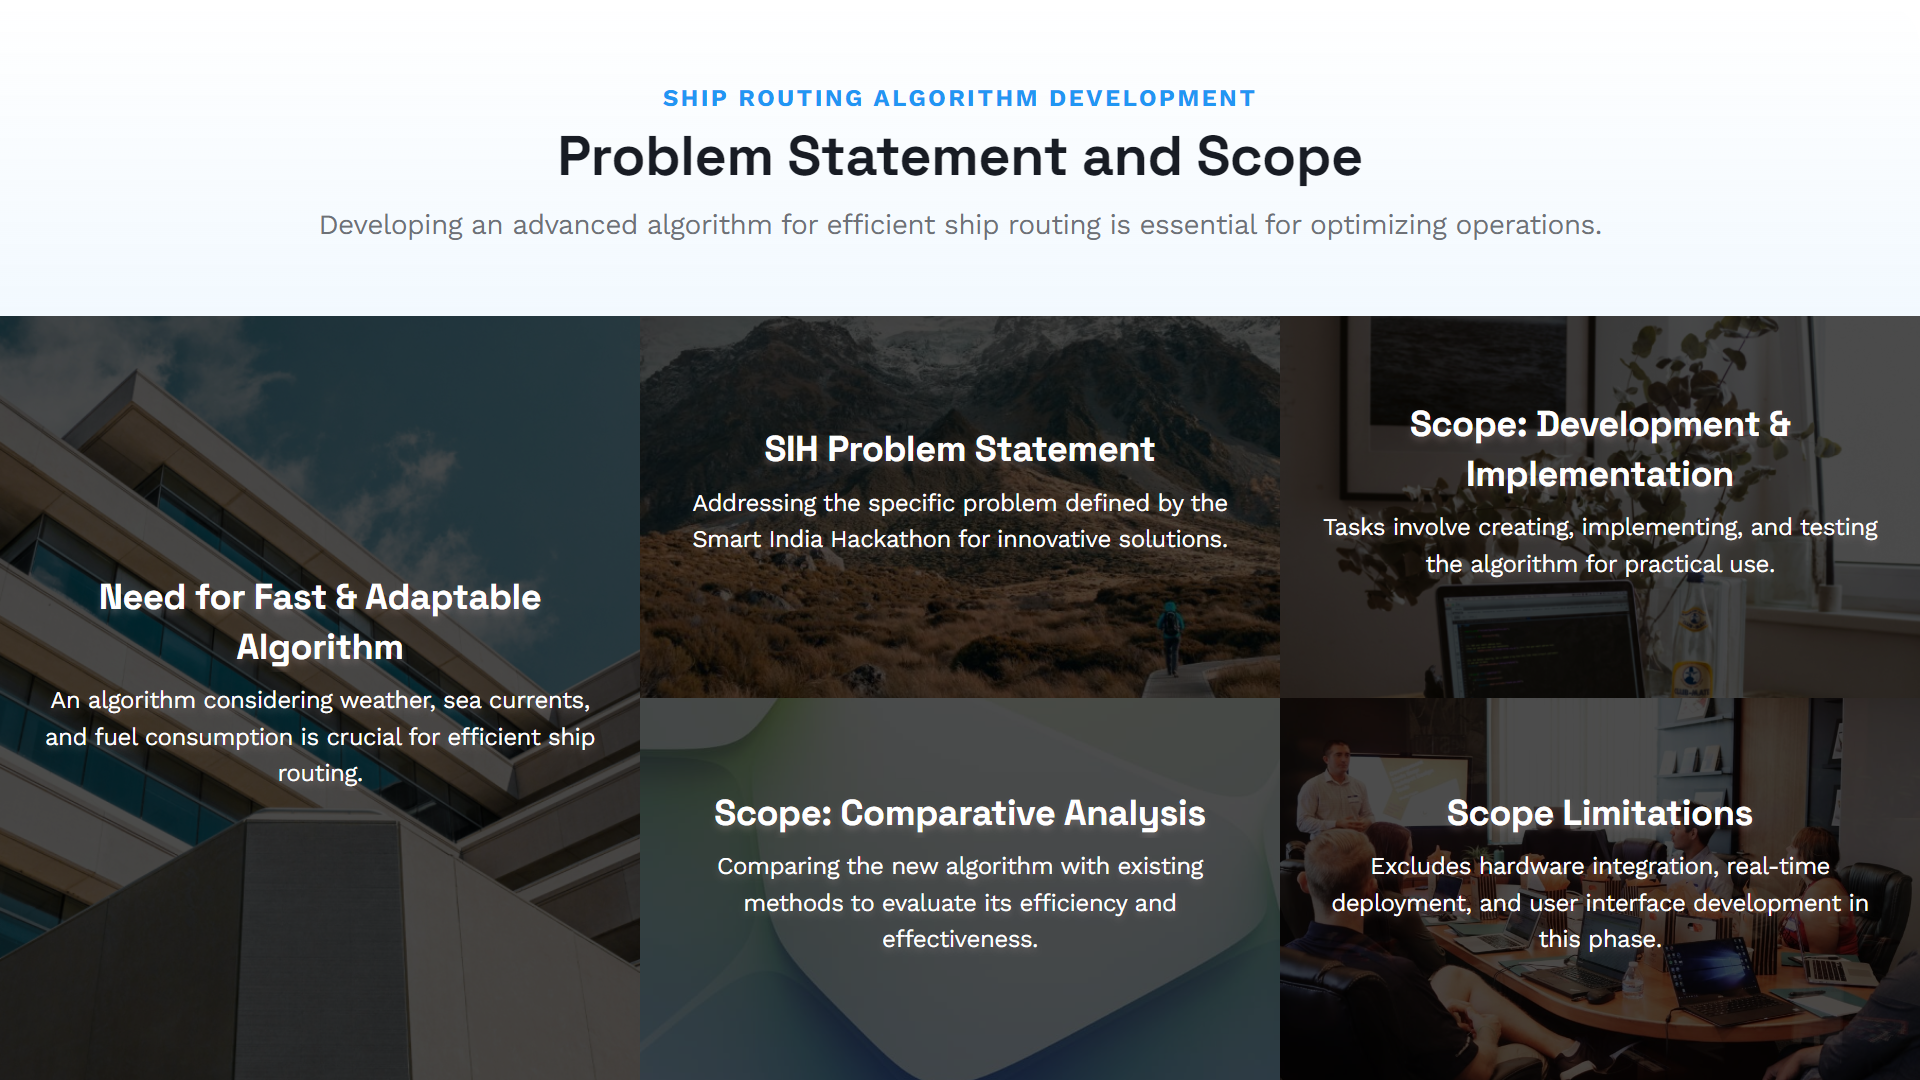 SHIP ROUTING ALGORITHM DEVELOPMENT
Problem Statement and Scope
Developing an advanced algorithm for efficient ship routing is essential for optimizing operations.
Need for Fast & Adaptable
Algorithm
An algorithm considering weather, sea currents,
and fuel consumption is crucial for efficient ship
routing.
SIH Problem Statement
Addressing the specific problem defined by the
Smart India Hackathon for innovative solutions.
Scope: Development &
Implementation
Tasks involve creating, implementing, and testing
the algorithm for practical use.
Scope: Comparative Analysis
Comparing the new algorithm with existing
methods to evaluate its efficiency and
effectiveness.
Scope Limitations
Excludes hardware integration, real-time
deployment, and user interface development in
this phase.